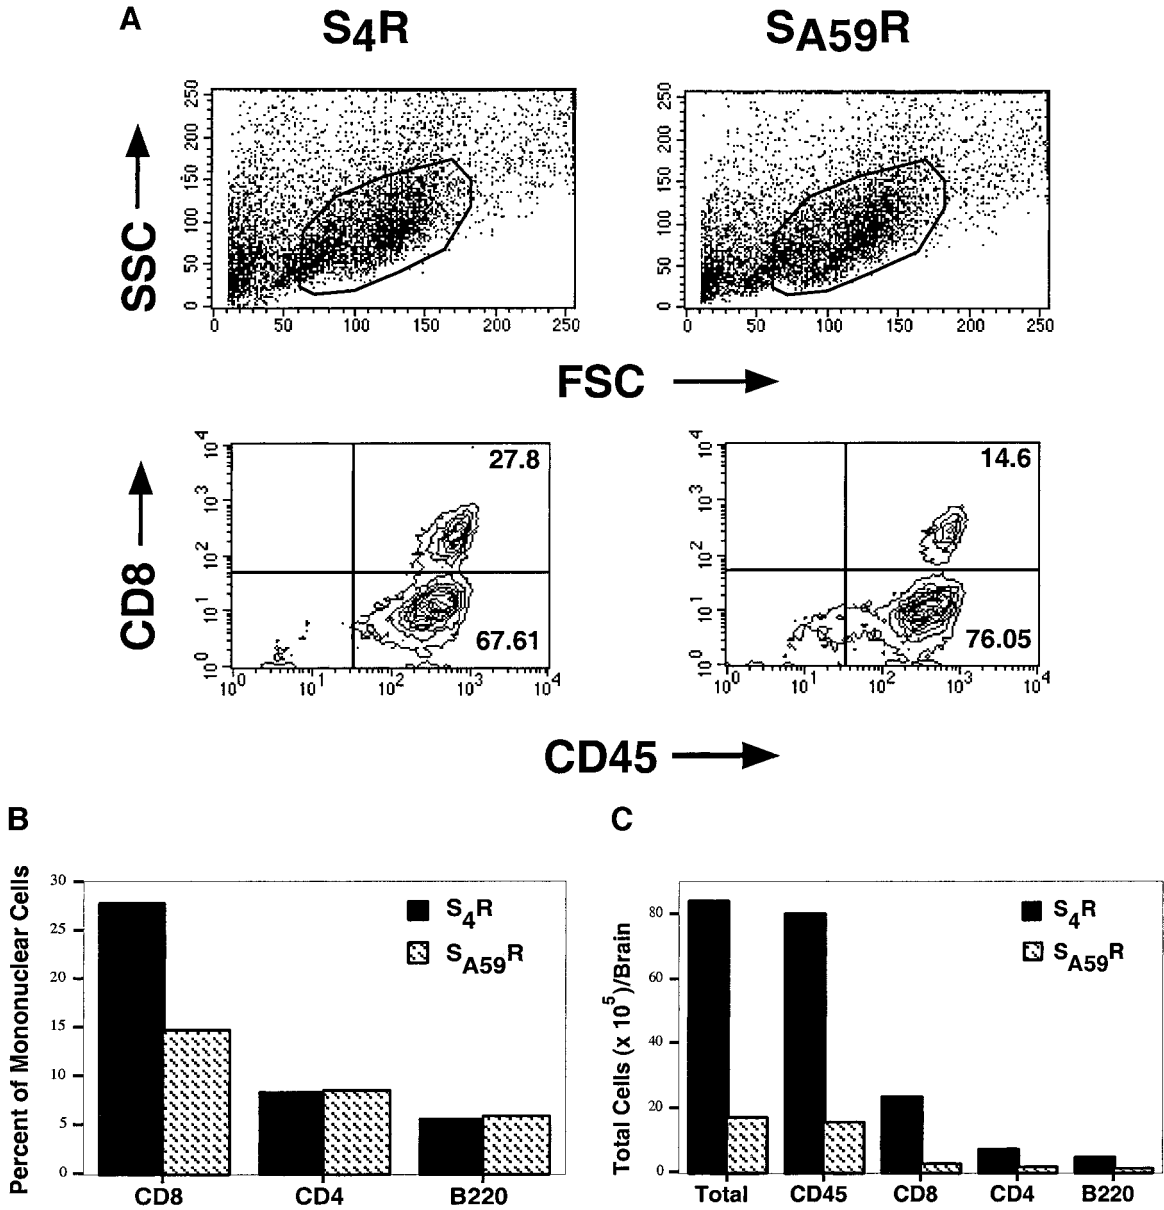 A
S4R
SA59R
SSC
250
200
150
100
50
0
0 50 100 150 200 250
250
200
150
100
50
0
0 50 100 150 200 250
FSC
CD8
10^4
10^3
10^2
10^1
10^0
27.8
67.61
10^0 10^1 10^2 10^3 10^4
10^4
10^3
10^2
10^1
10^0
14.6
76.05
10^0 10^1 10^2 10^3 10^4
CD45
B
Percent of Mononuclear Cells
30
25
20
15
10
5
0
S4R
SA59R
CD8 CD4 B220
C
Total Cells (x 10^5)/Brain
80
60
40
20
0
S4R
SA59R
Total CD45 CD8 CD4 B220